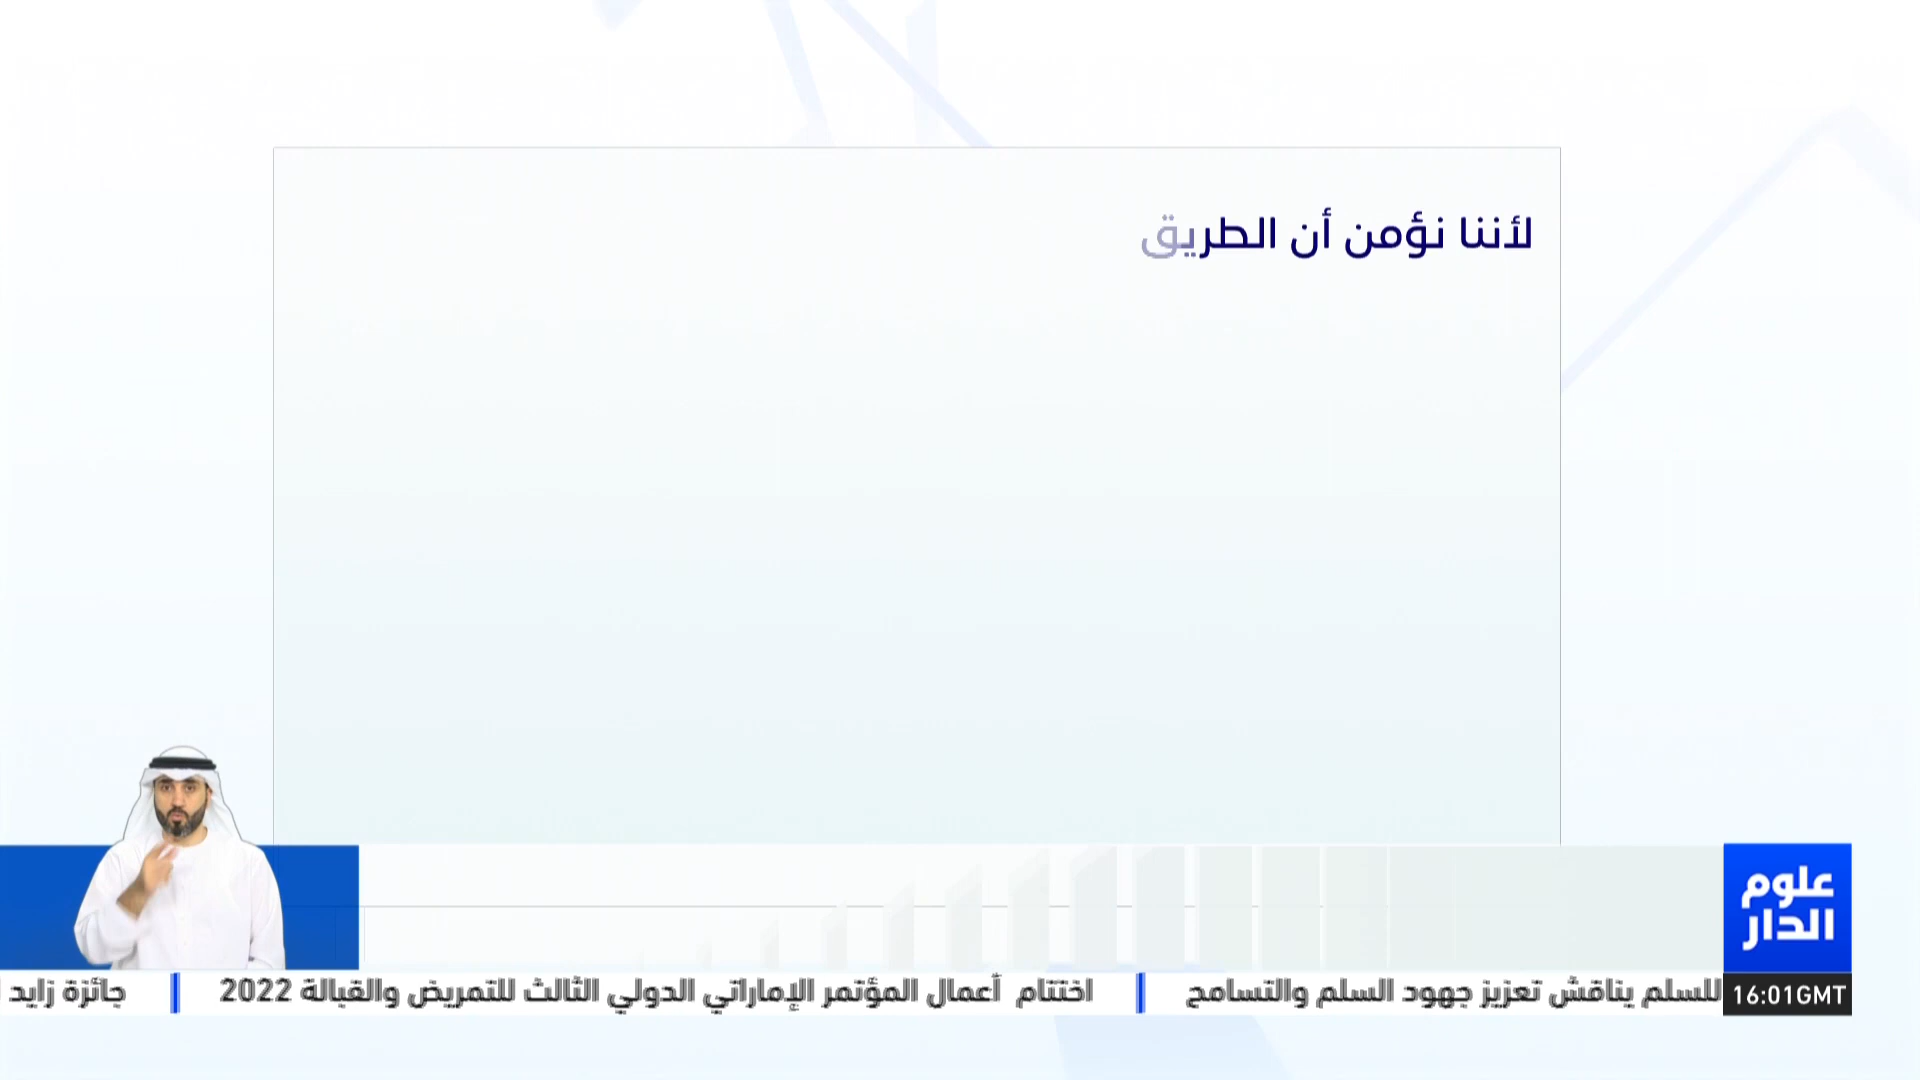 لأننا نؤمن أن الطريق
علوم
الدار
للسلم يناقش تعزيز جهود السلم والتسامح
اختتام أعمال المؤتمر الإماراتي الدولي الثالث للتمريض والقبالة 2022
جائزة زايد
16:01GMT